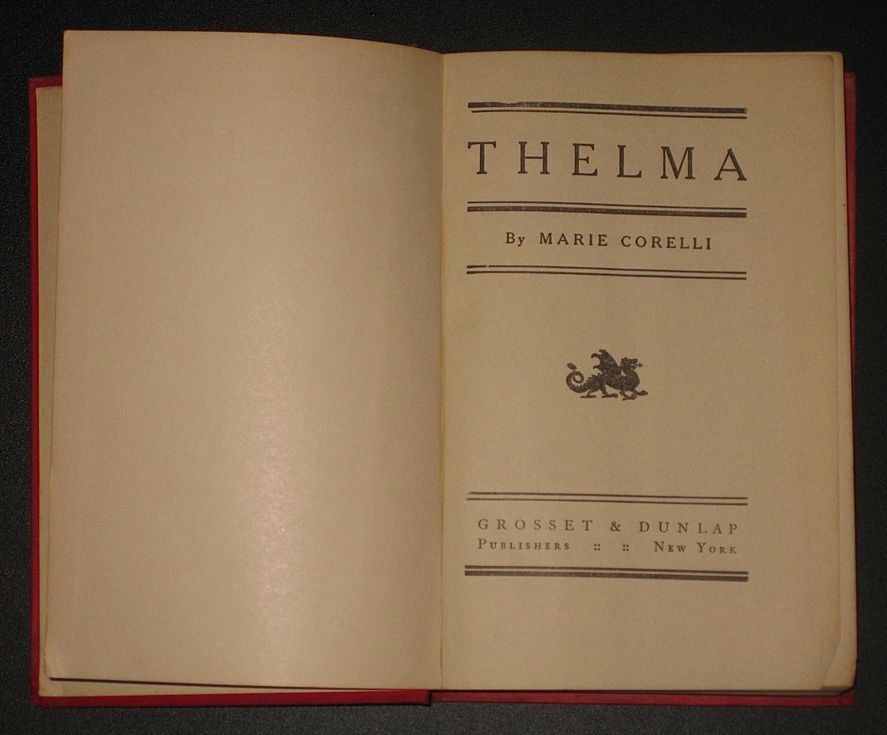 THELMA
By MARIE CORELLI
GROSSET & DUNLAP
PUBLISHERS :: :: NEW YORK